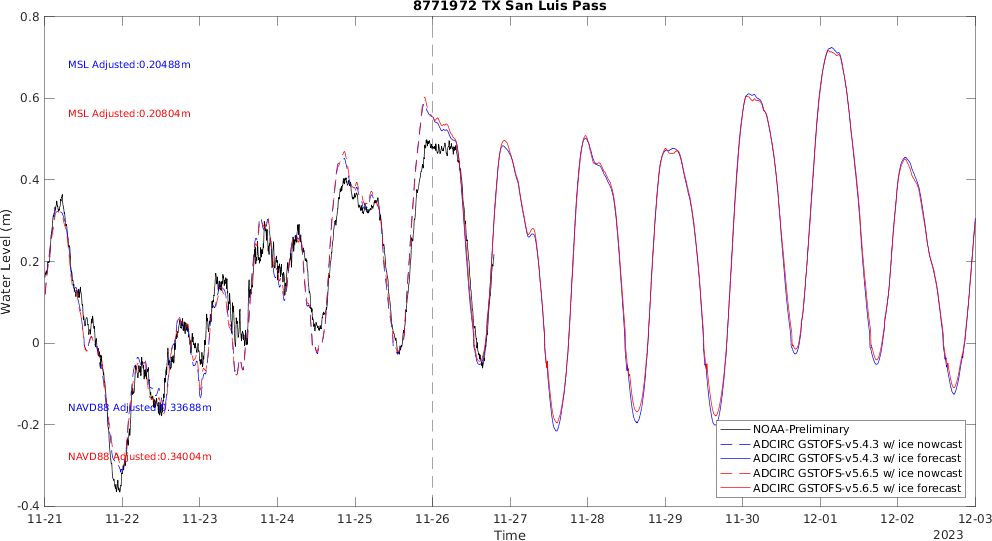 8771972 TX San Luis Pass
0.8
0.6
0.4
0.2
0
-0.2
-0.4
Water Level (m)
MSL Adjusted:0.20488m
MSL Adjusted:0.20804m
NAVD88 Adjusted:0.33688m
NAVD88 Adjusted:0.34004m
NOAA-Preliminary
ADCIRC GSTOFS-v5.4.3 w/ ice nowcast
ADCIRC GSTOFS-v5.4.3 w/ ice forecast
ADCIRC GSTOFS-v5.6.5 w/ ice nowcast
ADCIRC GSTOFS-v5.6.5 w/ ice forecast
11-21 11-22 11-23 11-24 11-25 11-26 11-27 11-28 11-29 11-30 12-01 12-02 12-03
Time
2023